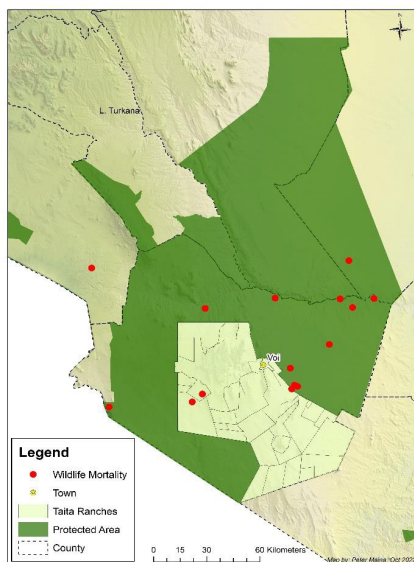 L. Turkana
Voi
Legend
Wildlife Mortality
Town
Taita Ranches
Protected Area
County
0 15 30 60 Kilometers
Map by: Peter Maina, Oct